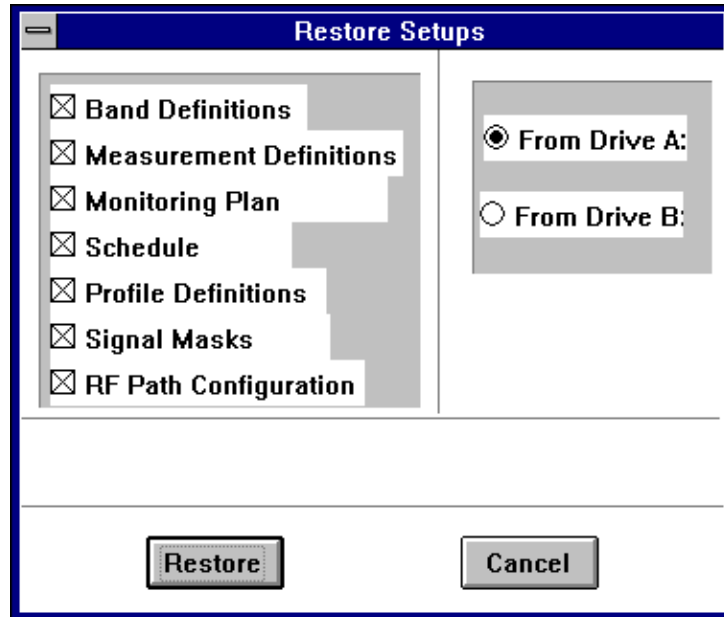 Restore Setups
Band Definitions
Measurement Definitions
Monitoring Plan
Schedule
Profile Definitions
Signal Masks
RF Path Configuration
From Drive A:
From Drive B:
Restore
Cancel